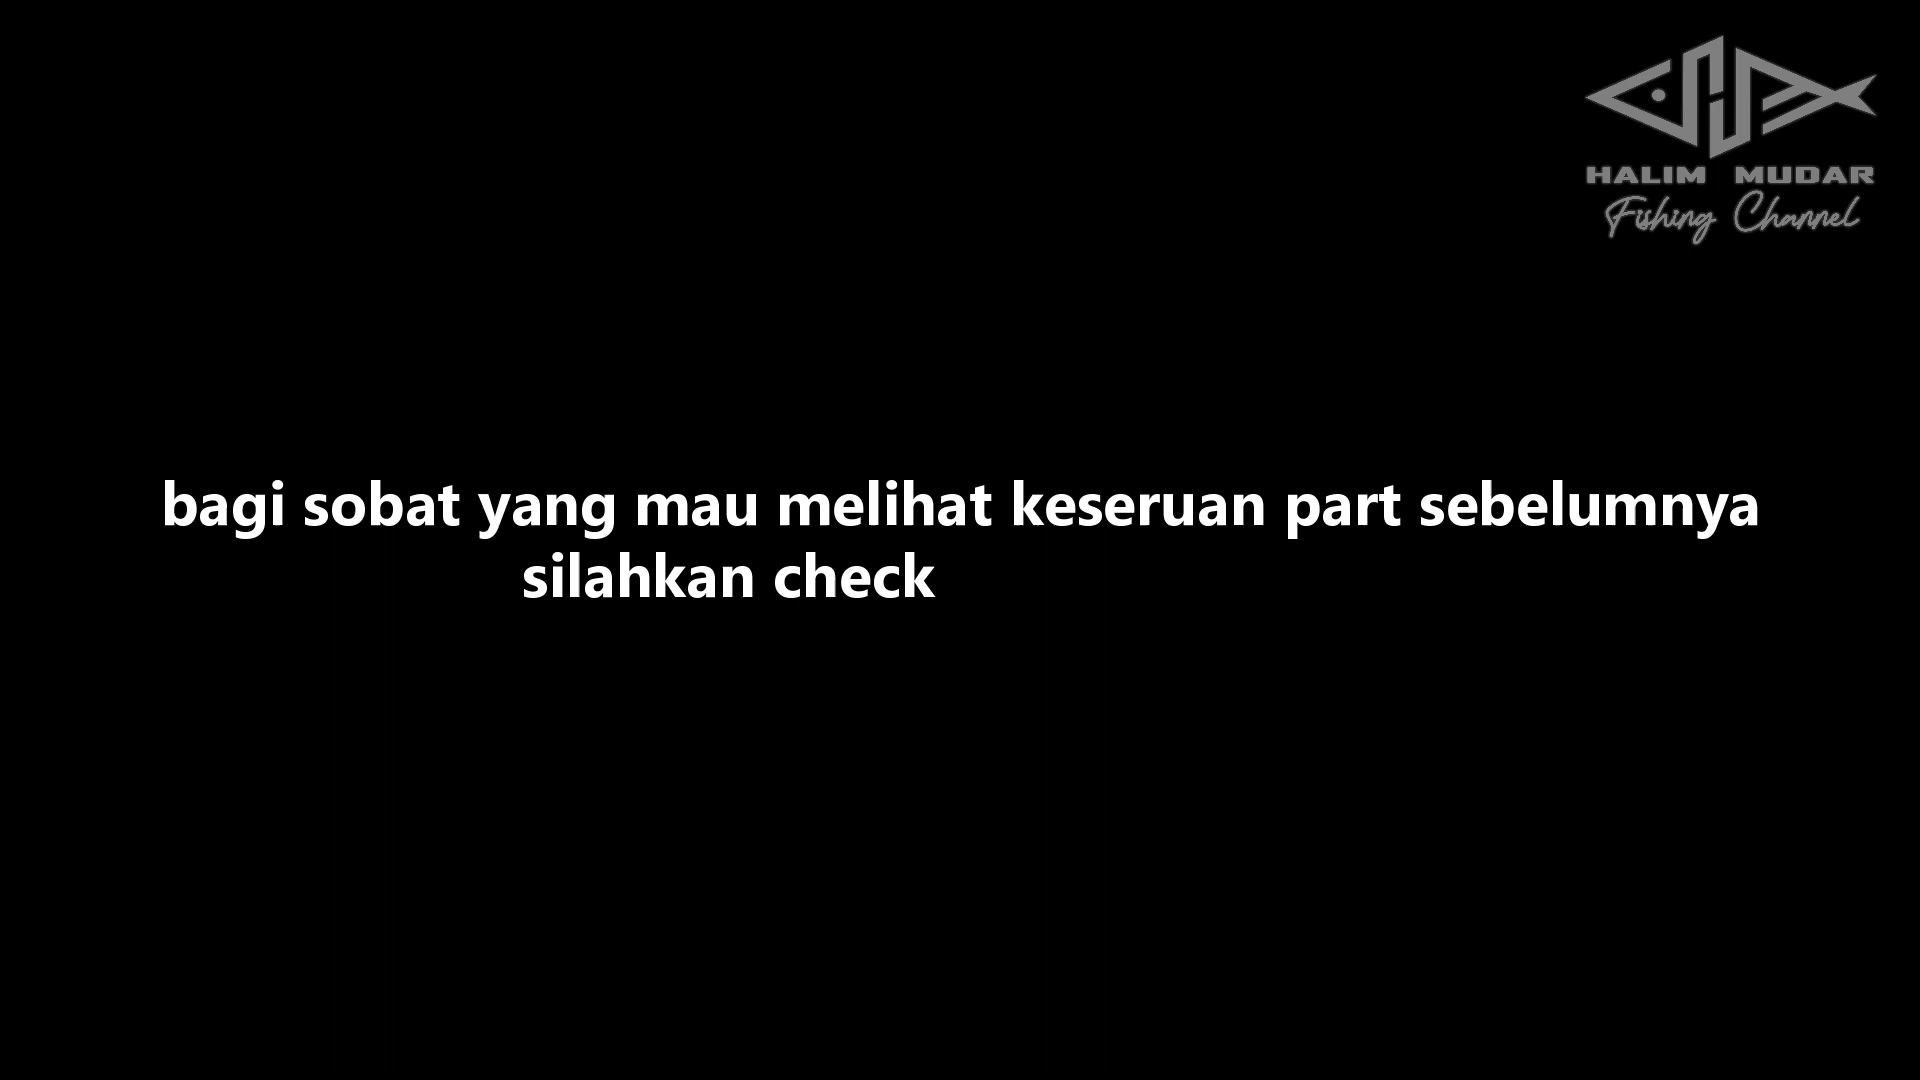 HALIM MUDAR
Fishing Channel
bagi sobat yang mau melihat keseruan part sebelumnya
silahkan check